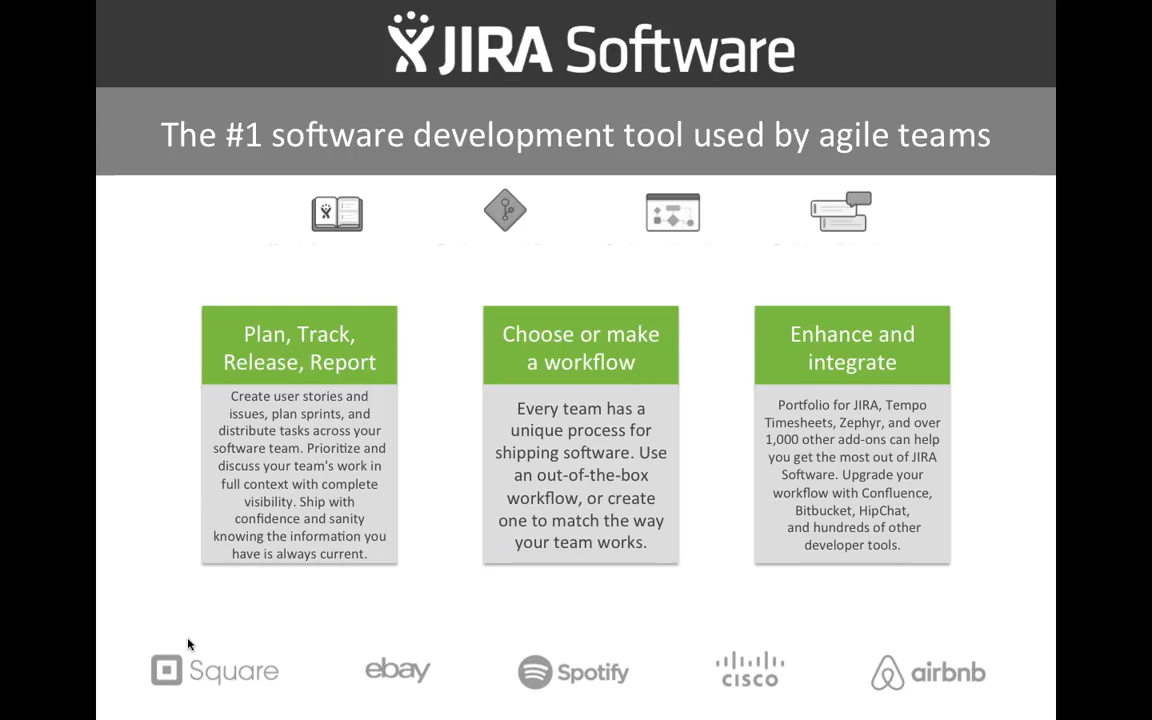 JIRA Software
The #1 software development tool used by agile teams
Plan, Track,
Release, Report
Create user stories and
issues, plan sprints, and
distribute tasks across your
software team. Prioritize and
discuss your team's work in
full context with complete
visibility. Ship with
confidence and sanity
knowing the information you
have is always current.
Choose or make
a workflow
Every team has a
unique process for
shipping software. Use
an out-of-the-box
workflow, or create
one to match the way
your team works.
Enhance and
integrate
Portfolio for JIRA, Tempo
Timesheets, Zephyr, and over
1,000 other add-ons can help
you get the most out of JIRA
Software. Upgrade your
workflow with Confluence,
Bitbucket, HipChat,
and hundreds of other
developer tools.
Square
ebay
Spotify
CISCO
airbnb